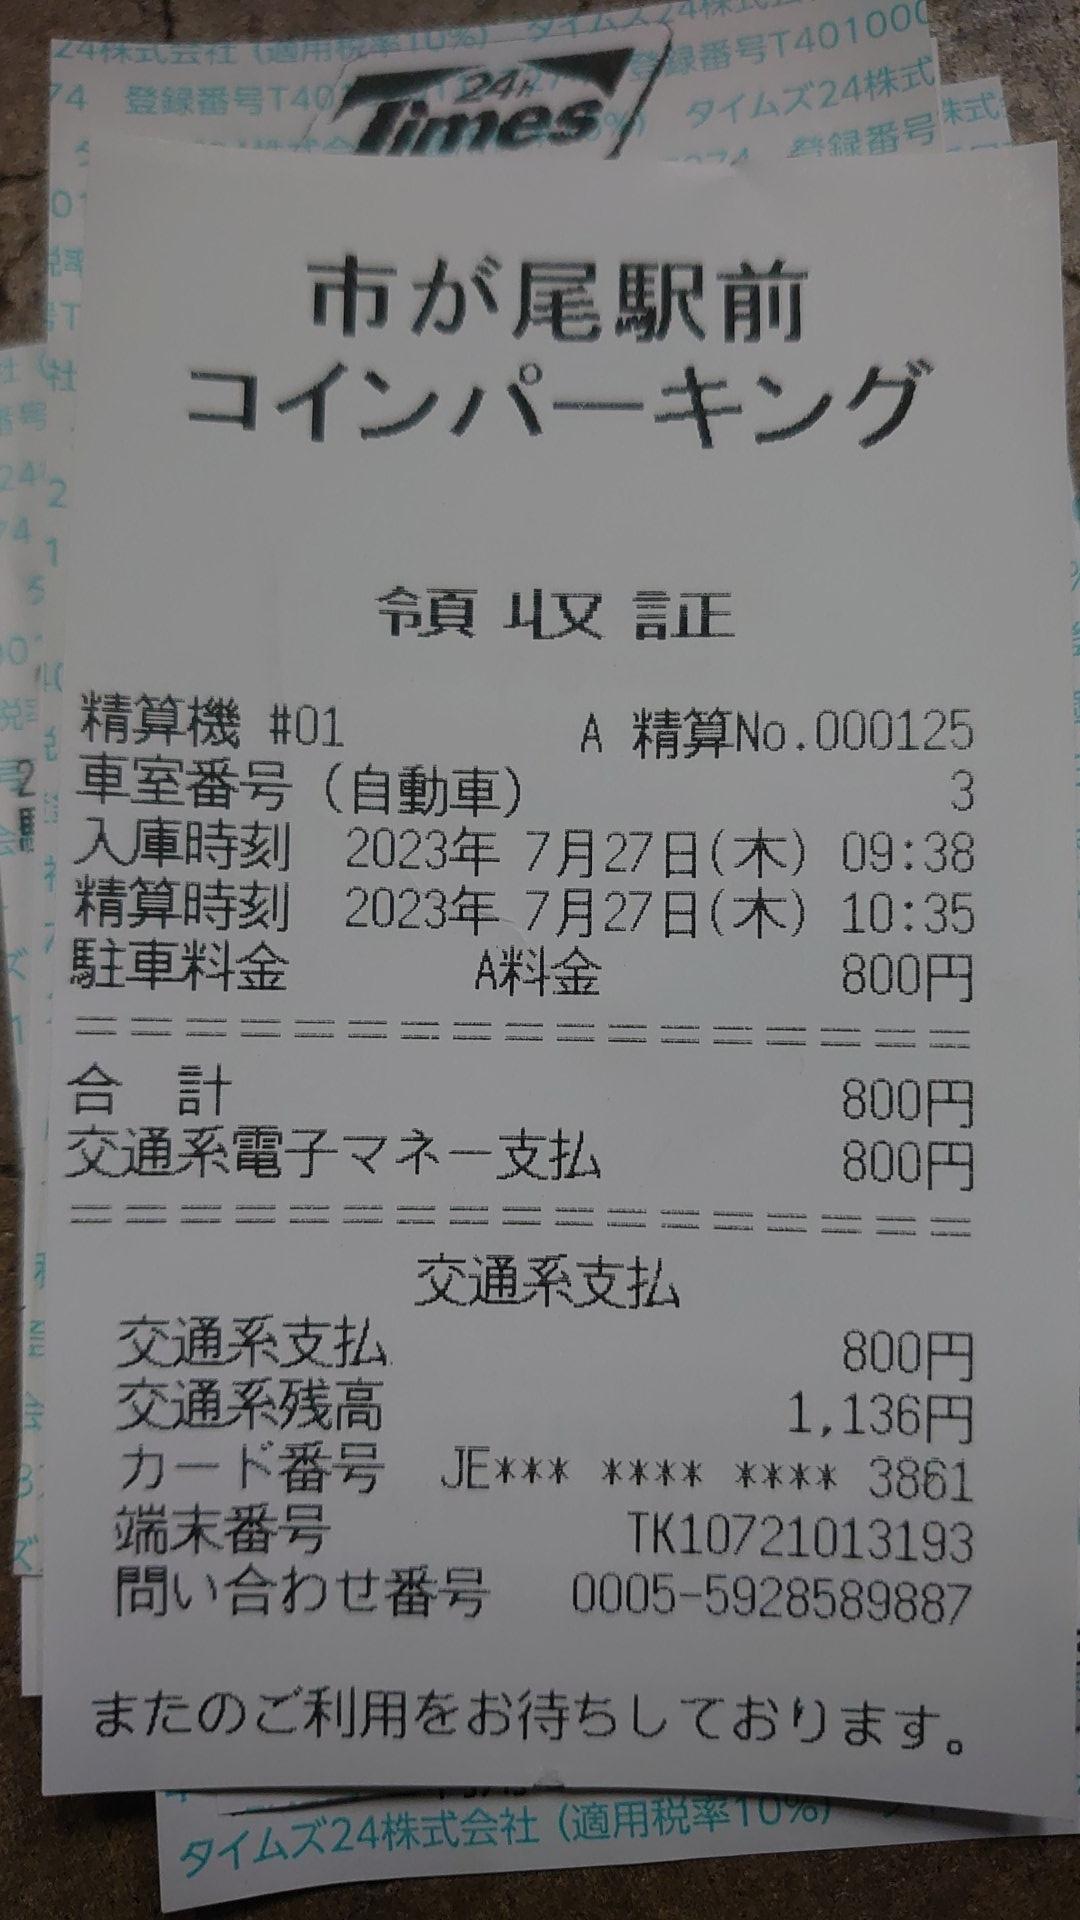 24株式会社 (適用税率10%) タイムズ24株式会社
登録番号T401000
24H
Times
タイムズ24株式
登録番号
市が尾駅前
コインパーキング
領収証
精算機 #01 A 精算No.000125
車室番号 (自動車) 3
入庫時刻 2023年 7月27日(木) 09:38
精算時刻 2023年 7月27日(木) 10:35
駐車料金 A料金 800円
==================
合 計 800円
交通系電子マネー支払 800円
==================
交通系支払
交通系支払 800円
交通系残高 1,136円
カード番号 JE*** **** **** 3861
端末番号 TK10721013193
問い合わせ番号 0005-5928589887
またのご利用をお待ちしております。
タイムズ24株式会社 (適用税率10%)